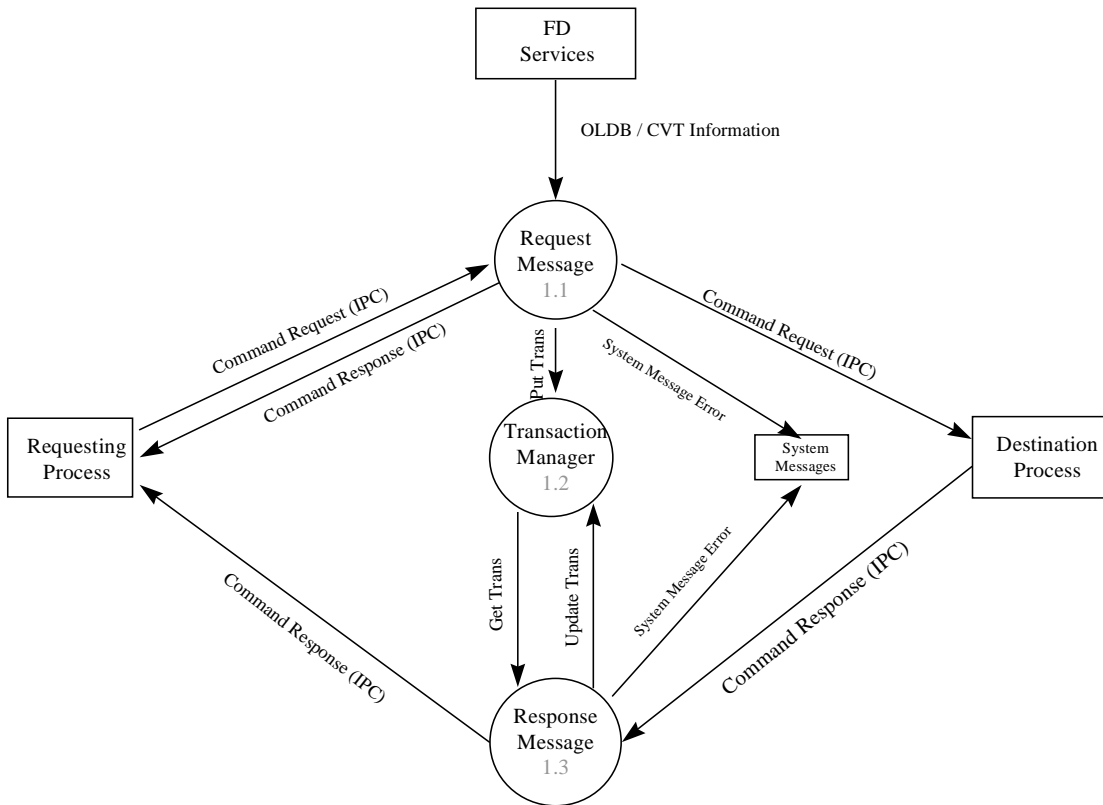 FD
Services
OLDB / CVT Information
Request
Message
1.1
Command Request (IPC)
Command Response (IPC)
Put Trans
System Message Error
Command Request (IPC)
Requesting
Process
Transaction
Manager
1.2
System
Messages
Destination
Process
Get Trans
Update Trans
System Message Error
Command Response (IPC)
Command Response (IPC)
Response
Message
1.3